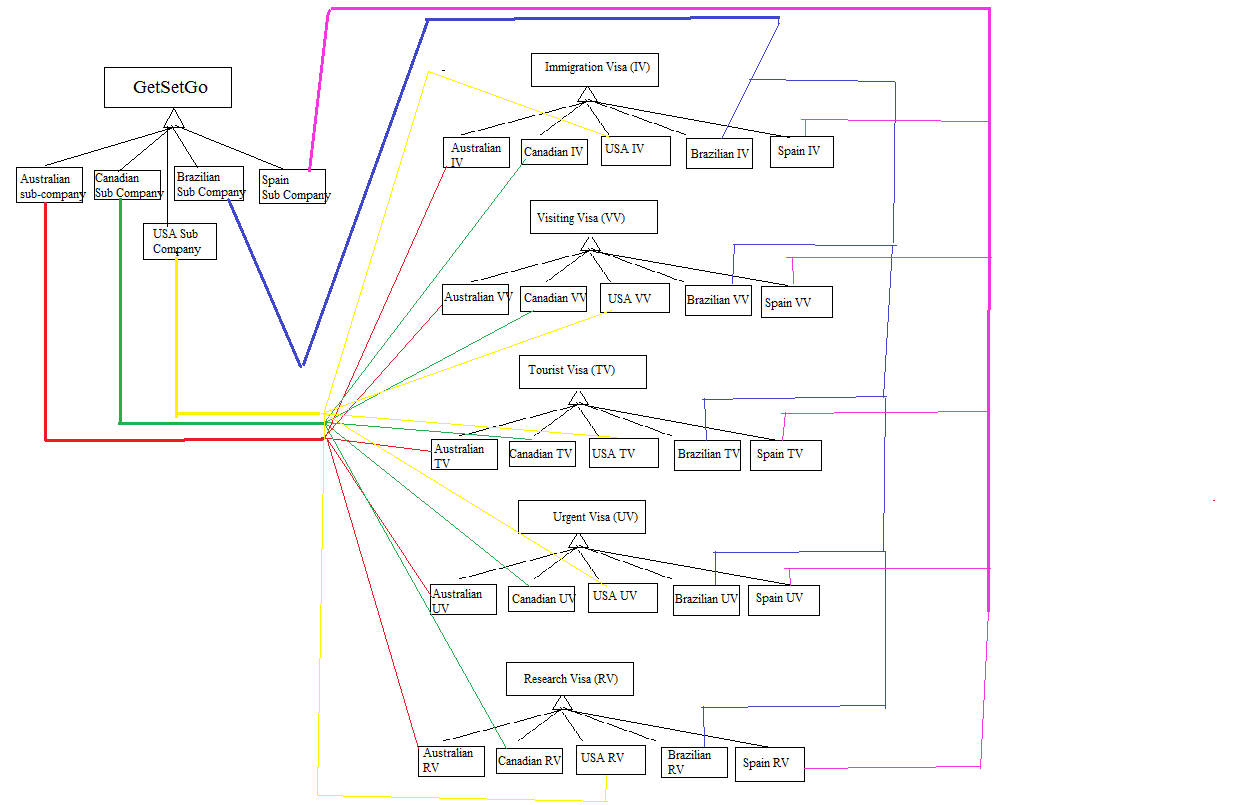 GetSetGo
Australian
sub-company
Canadian
Sub Company
Brazilian
Sub Company
Spain
Sub Company
USA Sub
Company
Immigration Visa (IV)
Australian
IV
Canadian IV
USA IV
Brazilian IV
Spain IV
Visiting Visa (VV)
Australian VV
Canadian VV
USA VV
Brazilian VV
Spain VV
Tourist Visa (TV)
Australian
TV
Canadian TV
USA TV
Brazilian TV
Spain TV
Urgent Visa (UV)
Australian
UV
Canadian UV
USA UV
Brazilian UV
Spain UV
Research Visa (RV)
Australian
RV
Canadian RV
USA RV
Brazilian
RV
Spain RV